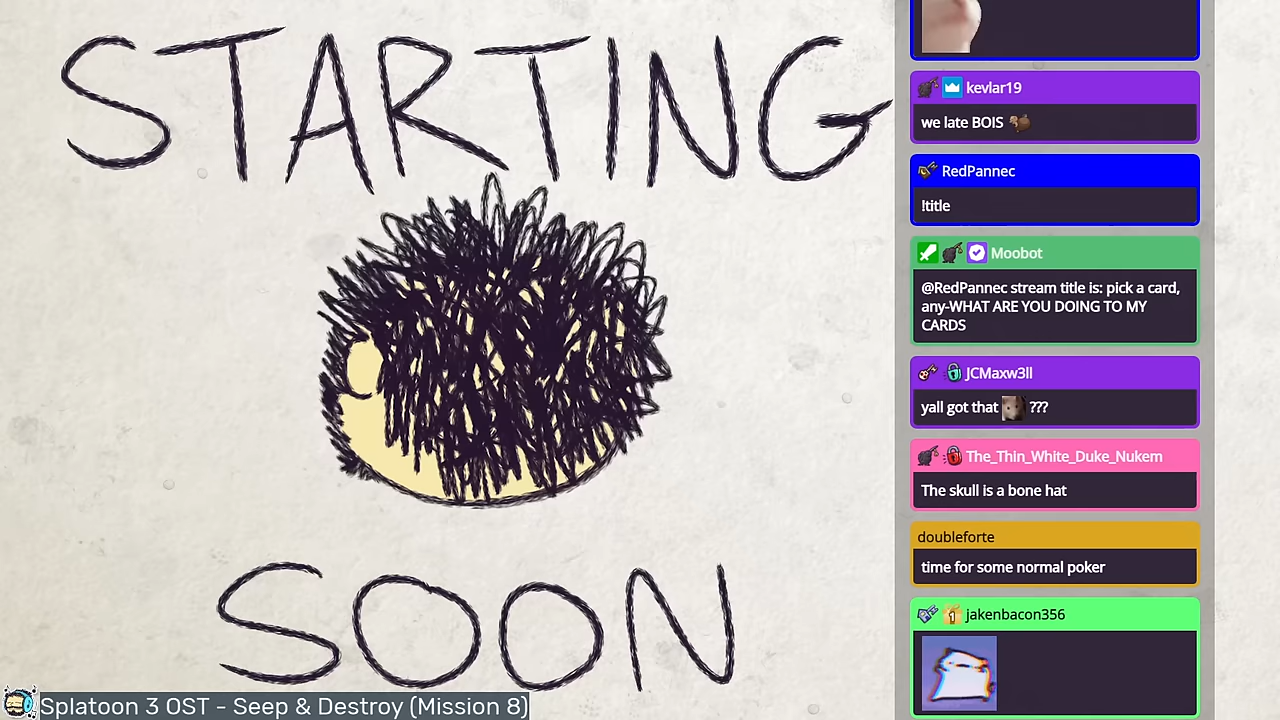 STARTING
SOON
Splatoon 3 OST - Seep & Destroy (Mission 8)
kevlar19
we late BOIS
RedPannec
!title
Moobot
@RedPannec stream title is: pick a card,
any-WHAT ARE YOU DOING TO MY
CARDS
JCMaxw3ll
yall got that ???
The_Thin_White_Duke_Nukem
The skull is a bone hat
doubleforte
time for some normal poker
1 jakenbacon356